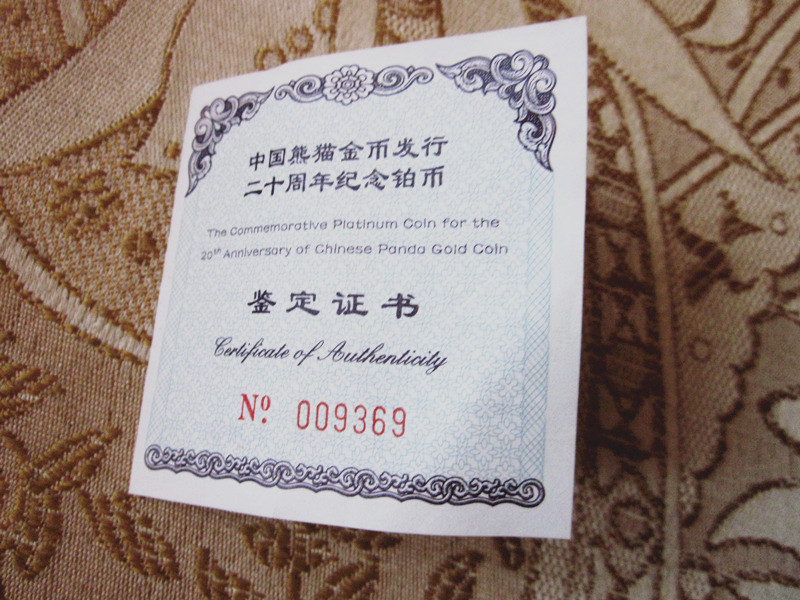 中国熊猫金币发行
二十周年纪念铂币
The Commemorative Platinum Coin for the
20th Anniversary of Chinese Panda Gold Coin
鉴定证书
Certificate of Authenticity
Nº 009369